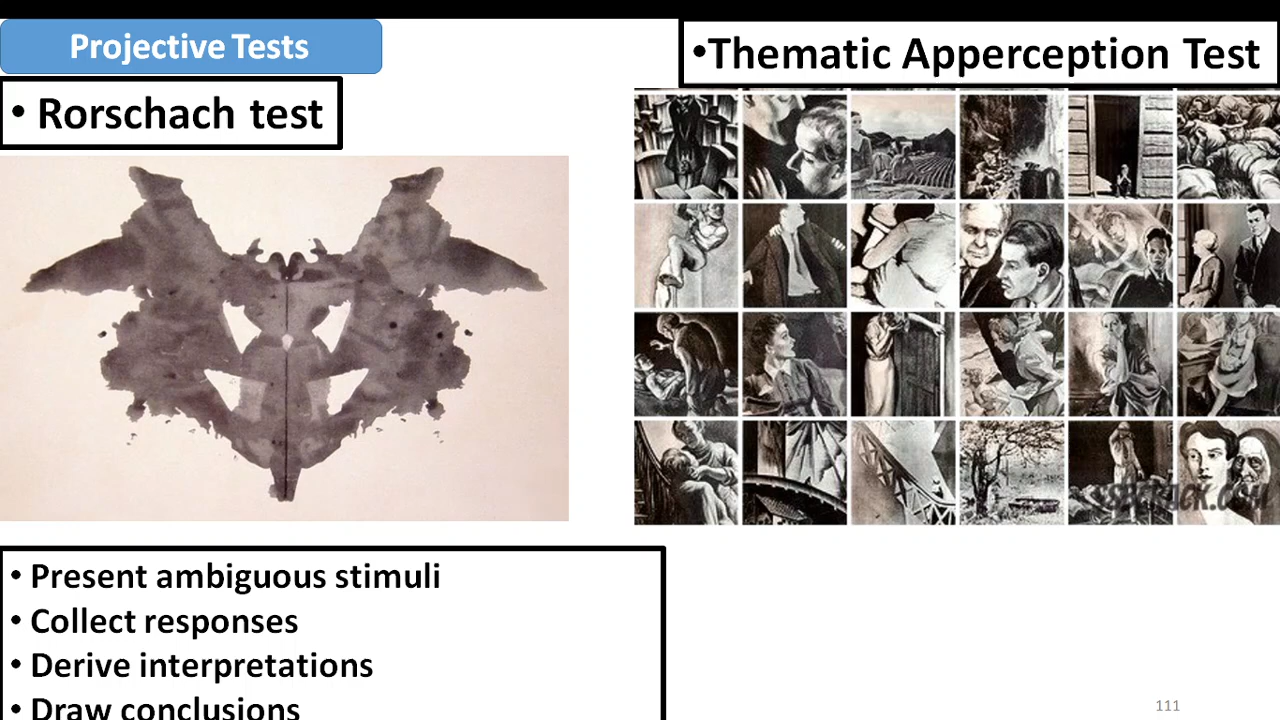 Projective Tests
• Rorschach test
•Thematic Apperception Test
• Present ambiguous stimuli
• Collect responses
• Derive interpretations
• Draw conclusions
111